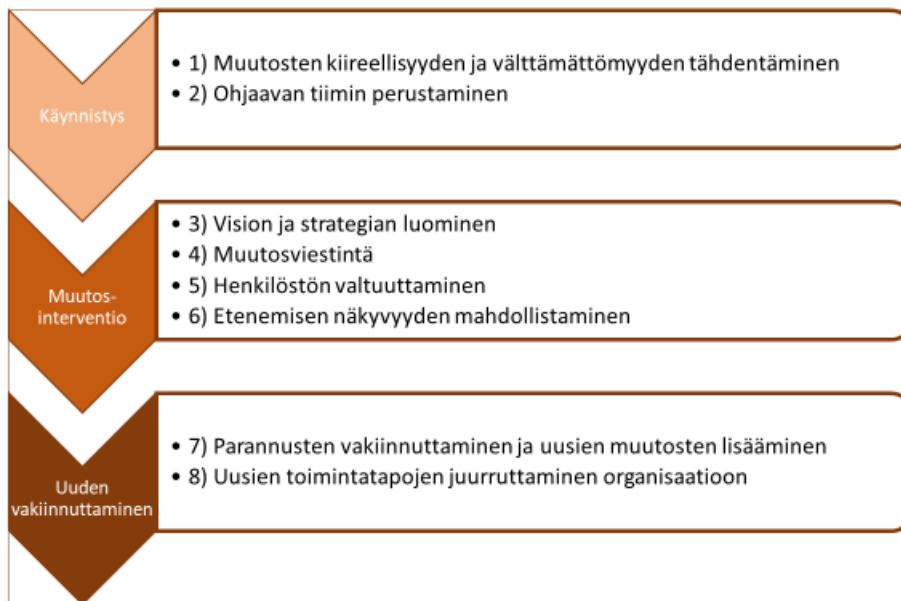 Käynnistys
• 1) Muutosten kiireellisyyden ja välttämättömyyden tähdentäminen
• 2) Ohjaavan tiimin perustaminen
Muutos-
interventio
• 3) Vision ja strategian luominen
• 4) Muutosviestintä
• 5) Henkilöstön valtuuttaminen
• 6) Etenemisen näkyvyyden mahdollistaminen
Uuden
vakiinnuttaminen
• 7) Parannusten vakiinnuttaminen ja uusien muutosten lisääminen
• 8) Uusien toimintatapojen juurruttaminen organisaatioon